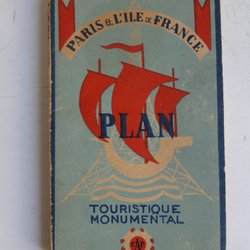 PARIS & L'ILE DE FRANCE
PLAN
TOURISTIQUE
MONUMENTAL